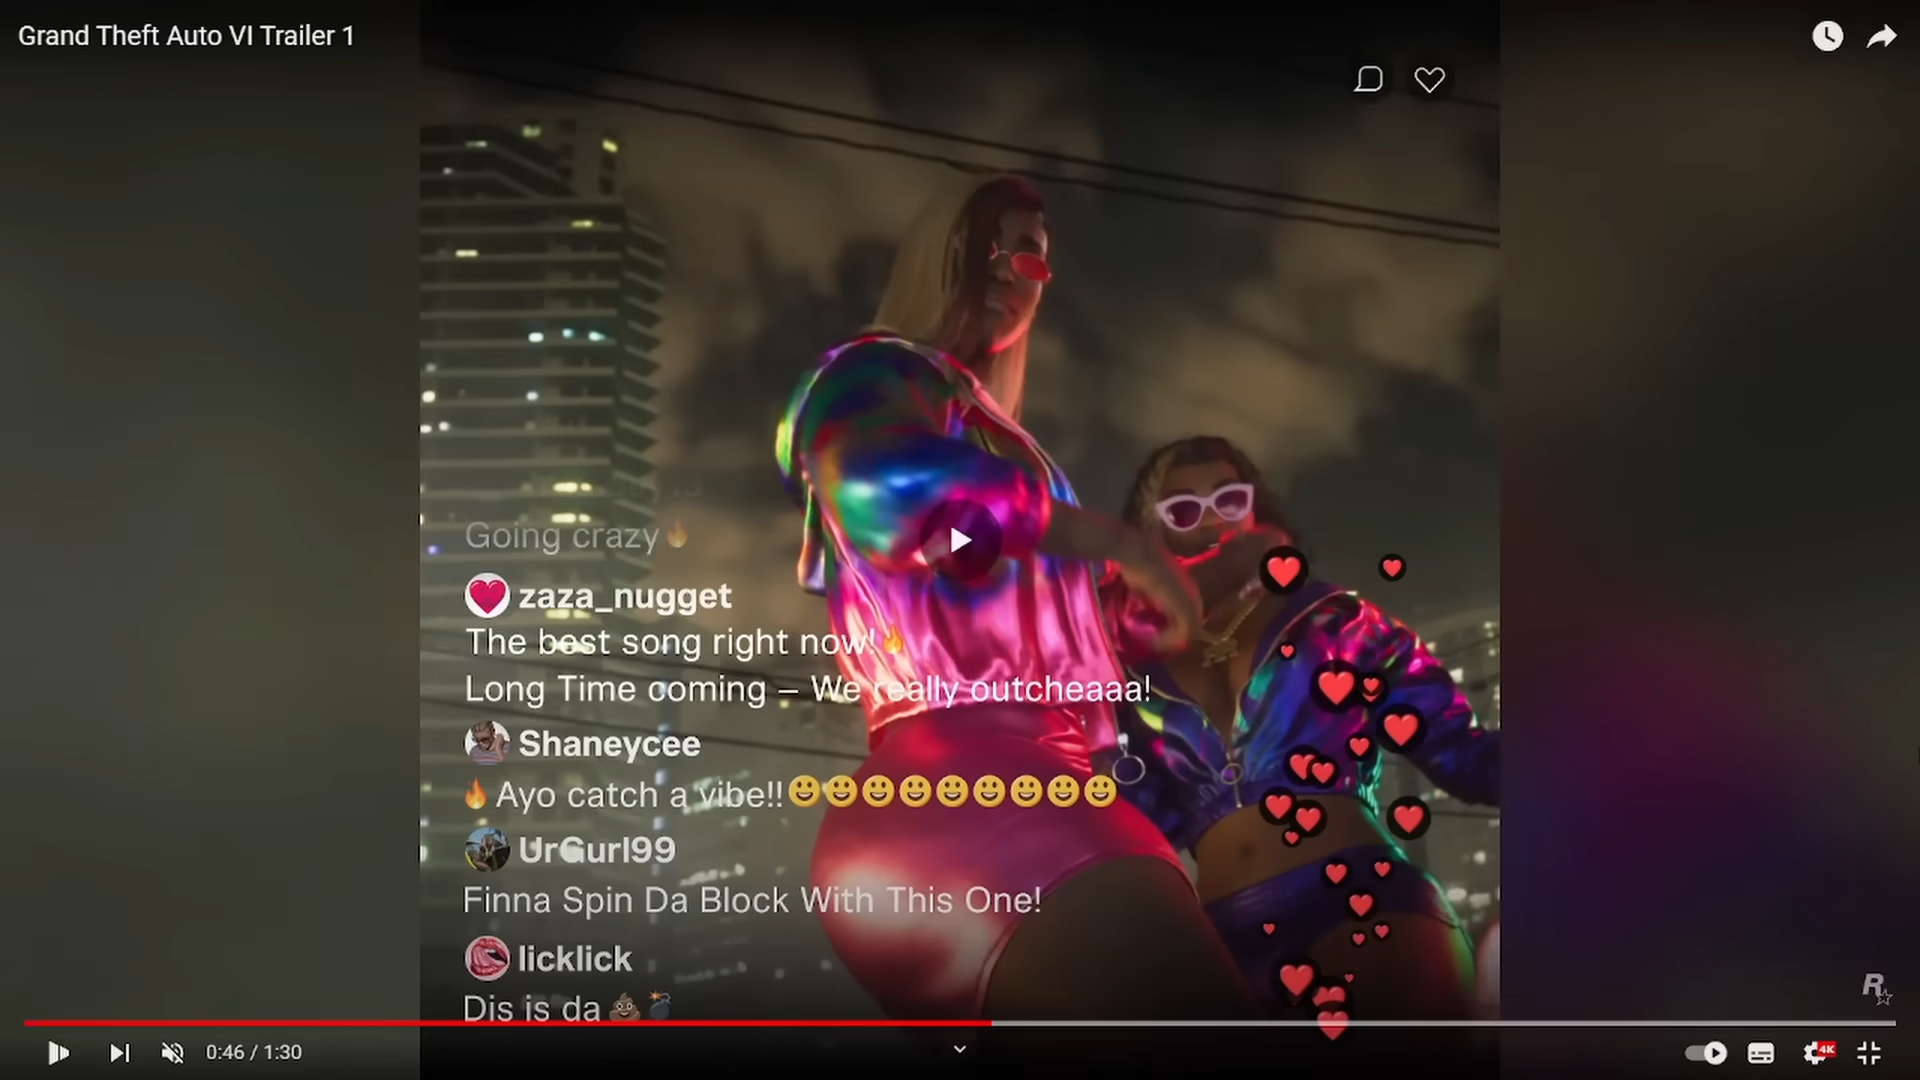 Grand Theft Auto VI Trailer 1
Going crazy🔥
zaza_nugget
The best song right now!🔥
Long Time coming – We really outcheaaa!
Shaneycee
🔥Ayo catch a vibe!!😀😀😀😀😀😀😀😀😀
UrGurl99
Finna Spin Da Block With This One!
licklick
Dis is da💩💣
R
0:46 / 1:30
4K